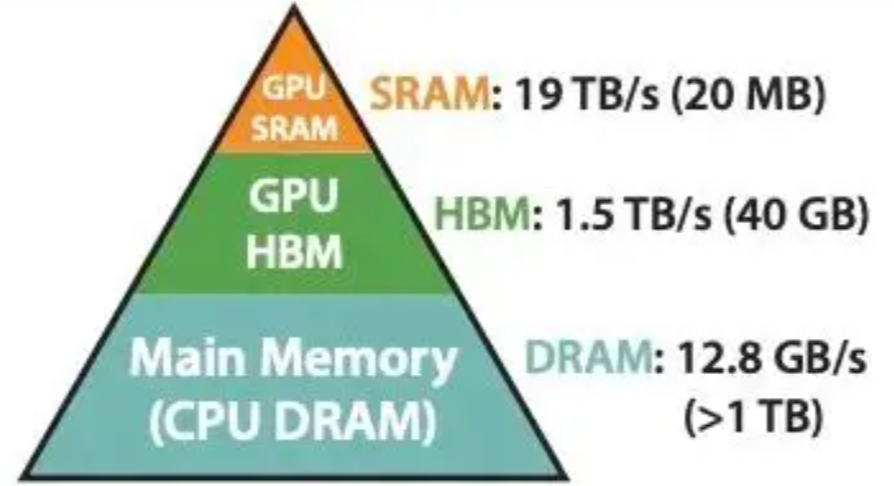 GPU
SRAM
SRAM: 19 TB/s (20 MB)
GPU
HBM
HBM: 1.5 TB/s (40 GB)
Main Memory
(CPU DRAM)
DRAM: 12.8 GB/s
(>1 TB)